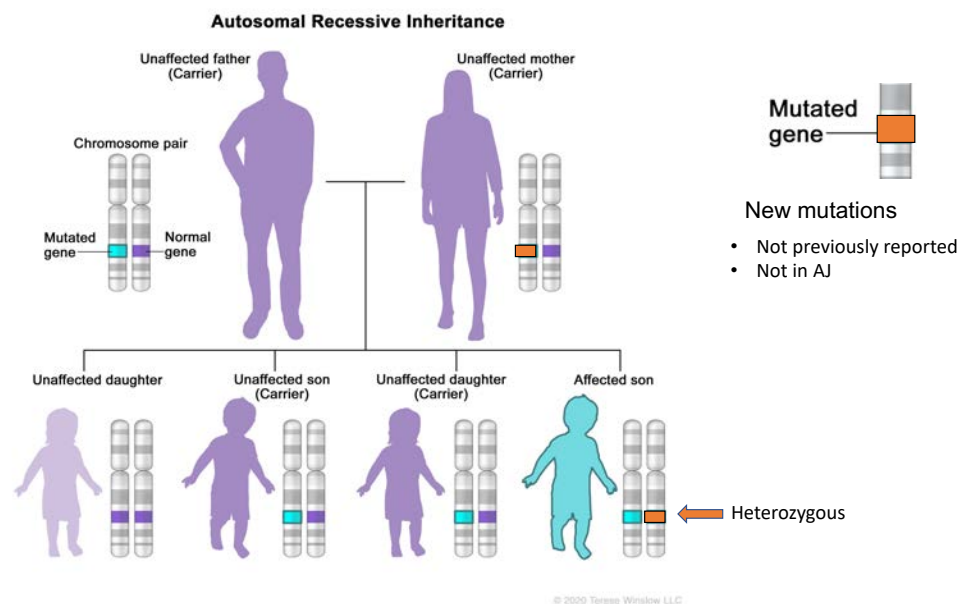 Autosomal Recessive Inheritance
Unaffected father
(Carrier)
Unaffected mother
(Carrier)
Chromosome pair
Mutated
gene
Normal
gene
Mutated
gene
New mutations
• Not previously reported
• Not in AJ
Unaffected daughter
Unaffected son
(Carrier)
Unaffected daughter
(Carrier)
Affected son
Heterozygous
© 2020 Terese Winslow LLC